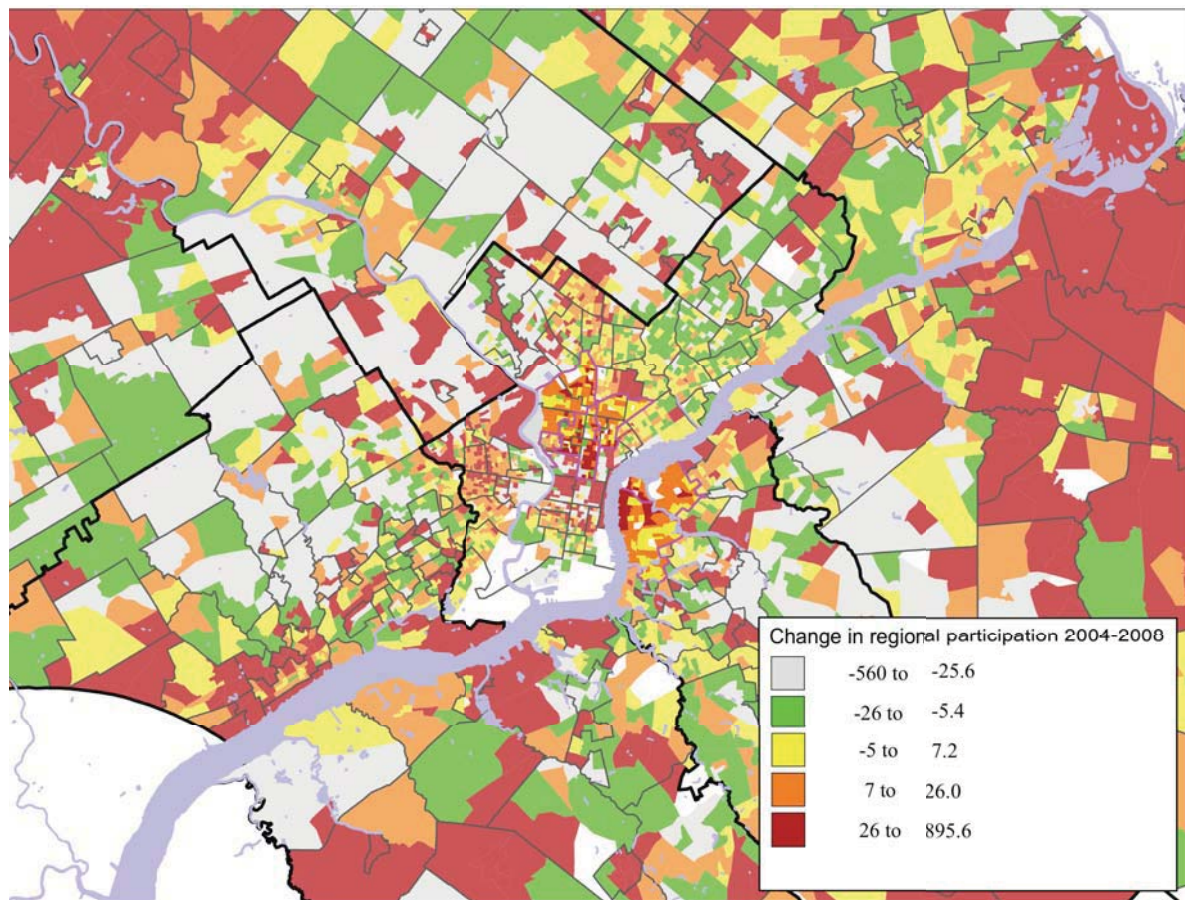 Change in regional participation 2004-2008
-560 to -25.6
-26 to -5.4
-5 to 7.2
7 to 26.0
26 to 895.6